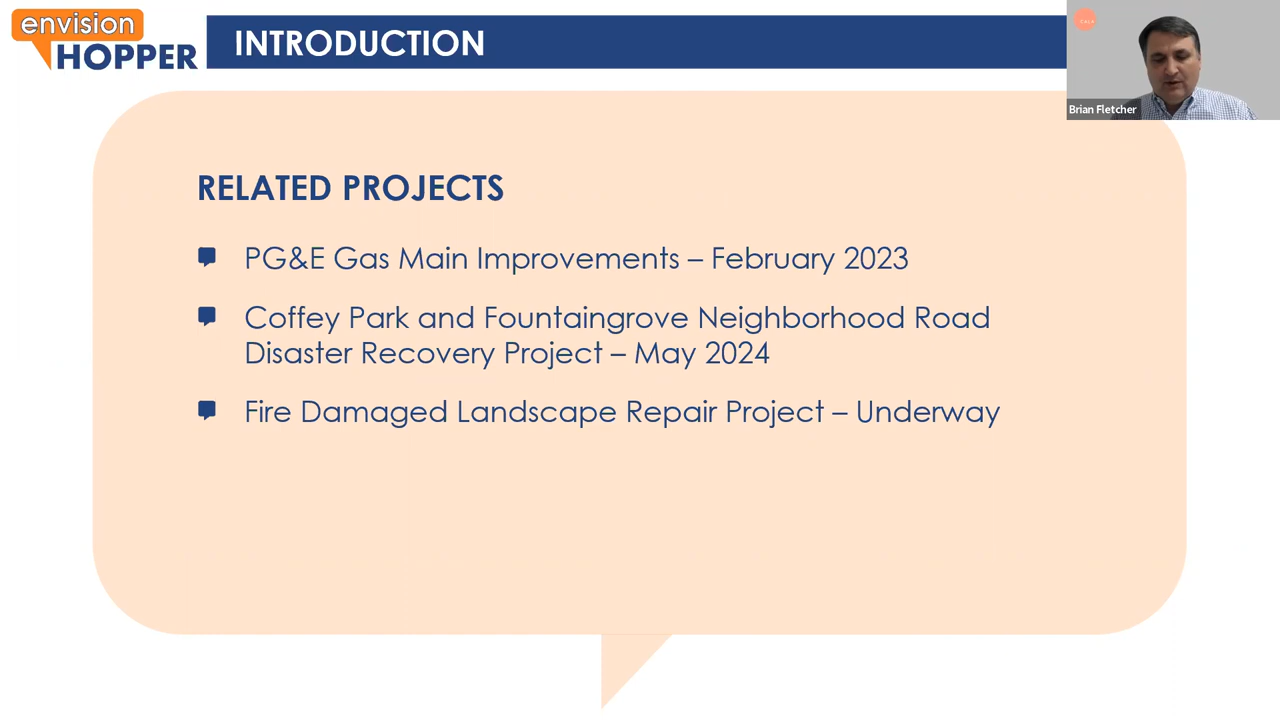 envision
HOPPER
INTRODUCTION
Brian Fletcher
RELATED PROJECTS
PG&E Gas Main Improvements – February 2023
Coffey Park and Fountaingrove Neighborhood Road
Disaster Recovery Project – May 2024
Fire Damaged Landscape Repair Project – Underway